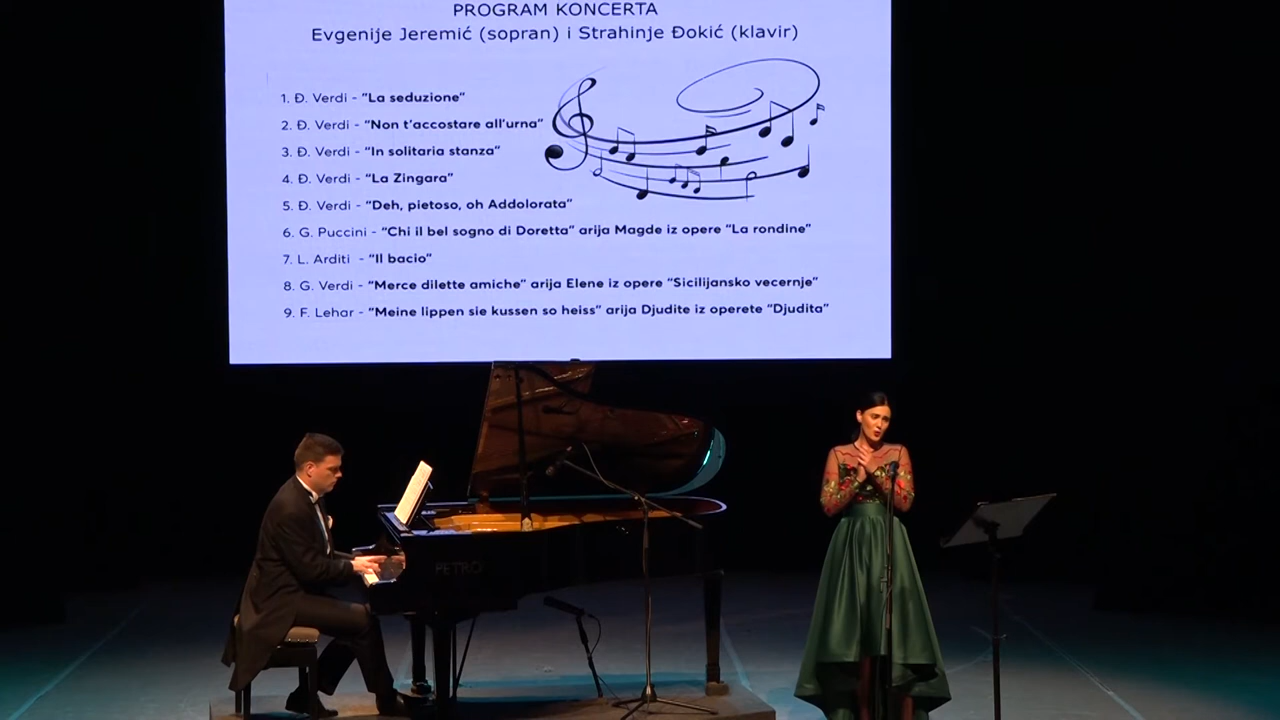 PROGRAM KONCERTA
Evgenije Jeremić (sopran) i Strahinje Đokić (klavir)
1. Đ. Verdi - "La seduzione"
2. Đ. Verdi - "Non t'accostare all'urna"
3. Đ. Verdi - "In solitaria stanza"
4. Đ. Verdi - "La Zingara"
5. Đ. Verdi - "Deh, pietoso, oh Addolorata"
6. G. Puccini - "Chi il bel sogno di Doretta" arija Magde iz opere "La rondine"
7. L. Arditi - "Il bacio"
8. G. Verdi - "Merce dilette amiche" arija Elene iz opere "Sicilijansko vecernje"
9. F. Lehar - "Meine lippen sie kussen so heiss" arija Djudite iz operete "Djudita"
PETROF